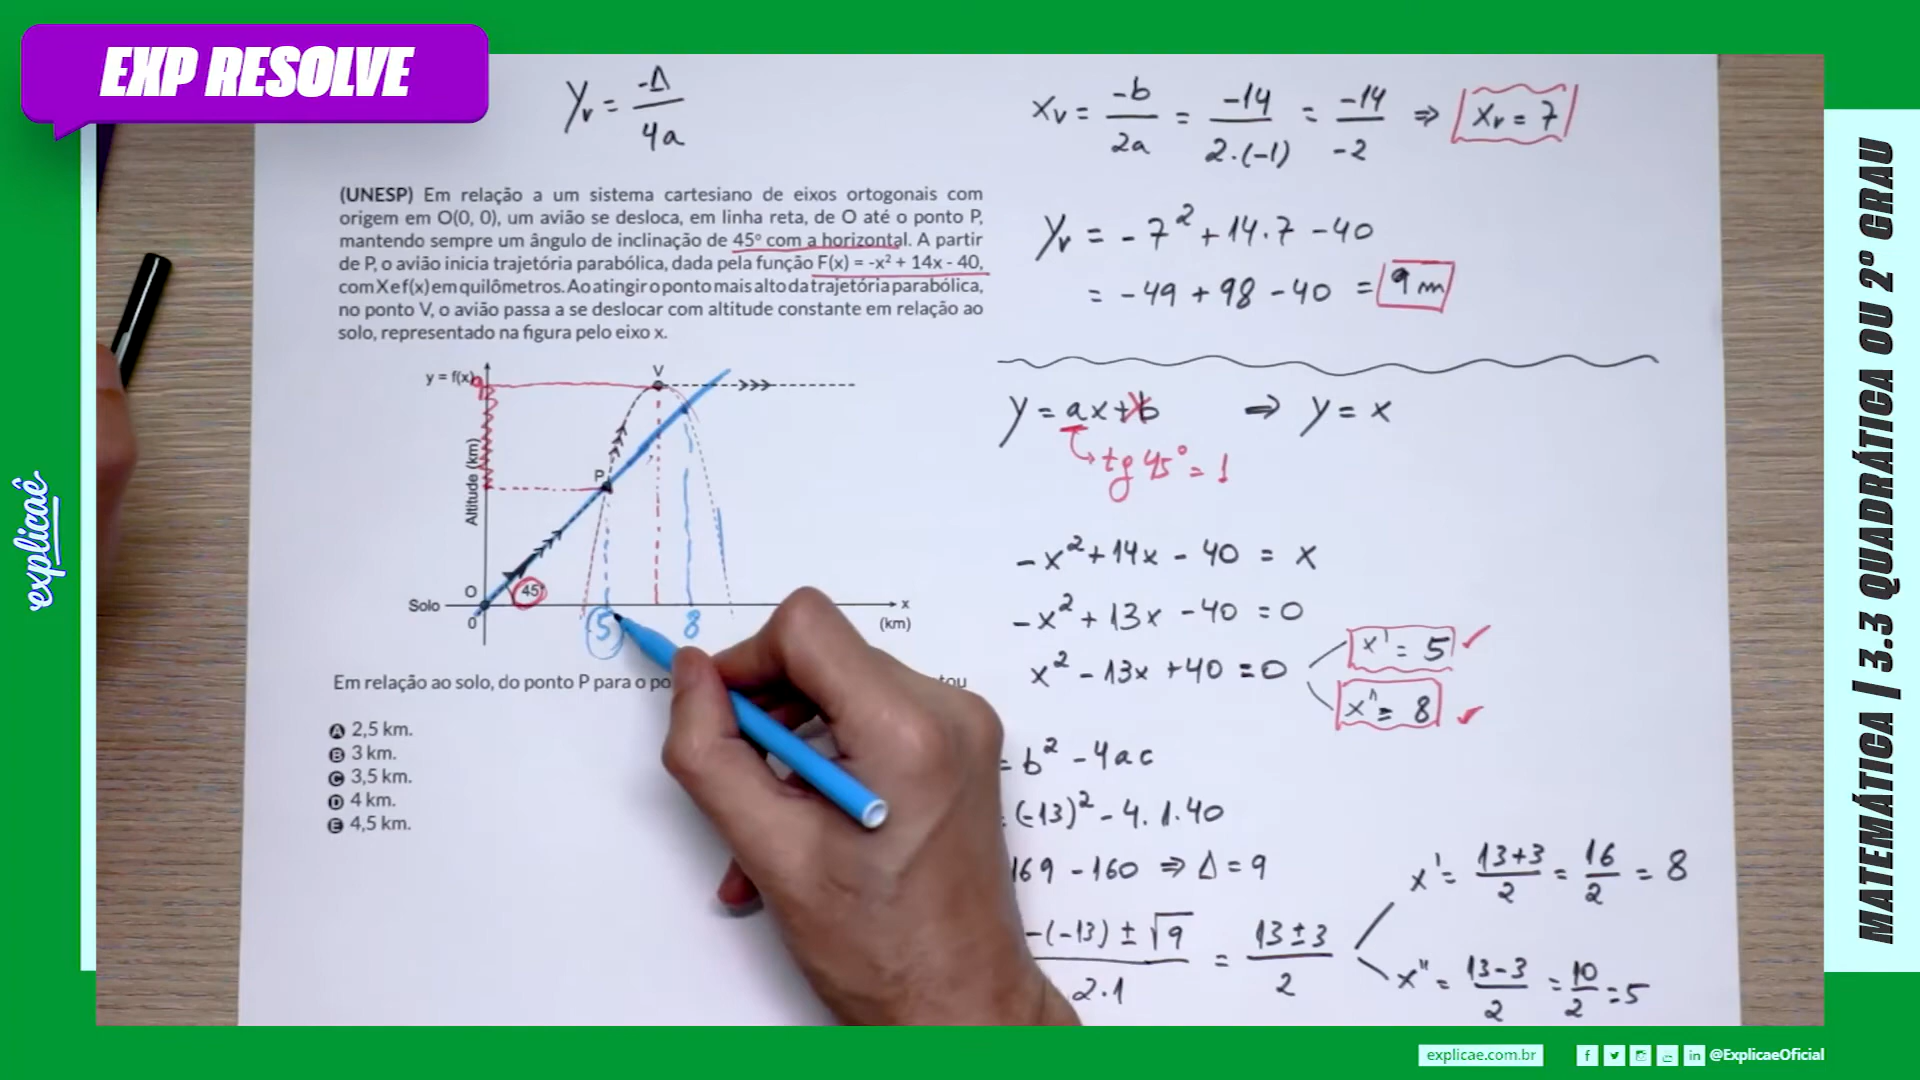 EXP RESOLVE
Yv = -Δ / 4a
(UNESP) Em relação a um sistema cartesiano de eixos ortogonais com
origem em O(0, 0), um avião se desloca, em linha reta, de O até o ponto P,
mantendo sempre um ângulo de inclinação de 45° com a horizontal. A partir
de P, o avião inicia trajetória parabólica, dada pela função F(x) = -x² + 14x - 40,
com X e f(x) em quilômetros. Ao atingir o ponto mais alto da trajetória parabólica,
no ponto V, o avião passa a se deslocar com altitude constante em relação ao
solo, representado na figura pelo eixo x.
y = f(x) 9
V
Altitude (km)
P
O
45°
Solo
0
5
8
x
(km)
Em relação ao solo, do ponto P para o
tou
A 2,5 km.
B 3 km.
C 3,5 km.
D 4 km.
E 4,5 km.
Xv = -b / 2a = -14 / 2.(-1) = -14 / -2 ⇒ Xv = 7
Yv = -7² + 14.7 - 40
= -49 + 98 - 40 = 9 m
y = ax + b ⇒ y = x
tg 45° = 1
-x² + 14x - 40 = x
-x² + 13x - 40 = 0
x² - 13x + 40 = 0
x' = 5 ✓
x'' = 8 ✓
= b² - 4ac
= (-13)² - 4.1.40
169 - 160 ⇒ Δ = 9
-(-13) ± √9 / 2.1 = 13 ± 3 / 2
x' = 13+3 / 2 = 16 / 2 = 8
x'' = 13-3 / 2 = 10 / 2 = 5
explicaê
MATEMÁTICA | 3.3 QUADRÁTICA OU 2° GRAU
explicae.com.br
@ExplicaeOficial